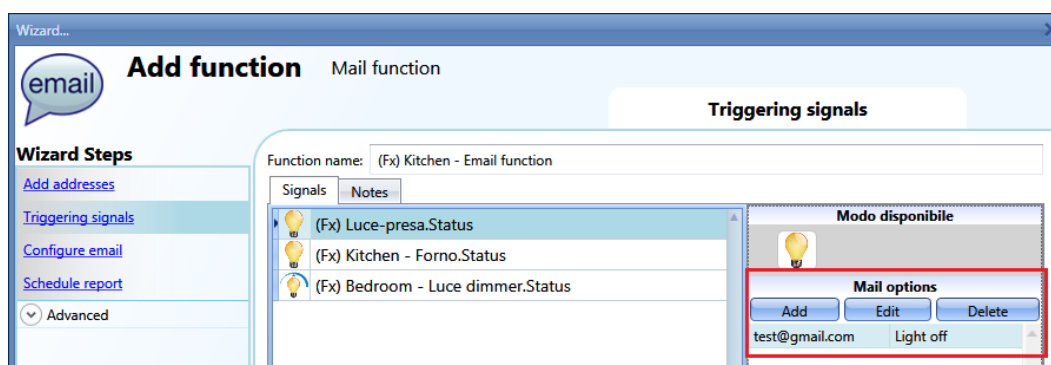 Wizard...
email
Add function Mail function
Triggering signals
Wizard Steps
Add addresses
Triggering signals
Configure email
Schedule report
Advanced
Function name: (Fx) Kitchen - Email function
Signals Notes
(Fx) Luce-presa.Status
(Fx) Kitchen - Forno.Status
(Fx) Bedroom - Luce dimmer.Status
Modo disponibile
Mail options
Add Edit Delete
test@gmail.com Light off